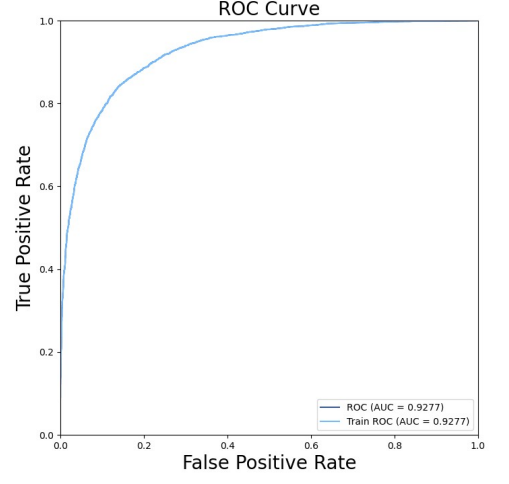 ROC Curve
1.0
0.8
0.6
0.4
0.2
0.0
True Positive Rate
ROC (AUC = 0.9277)
Train ROC (AUC = 0.9277)
0.0 0.2 0.4 0.6 0.8 1.0
False Positive Rate